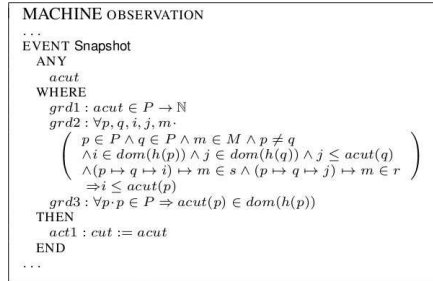 MACHINE OBSERVATION
...
EVENT Snapshot
ANY
acut
WHERE
grd1 : acut ∈ P → ℕ
grd2 : ∀p, q, i, j, m·
( p ∈ P ∧ q ∈ P ∧ m ∈ M ∧ p ≠ q
∧i ∈ dom(h(p)) ∧ j ∈ dom(h(q)) ∧ j ≤ acut(q)
∧(p ↦ q ↦ i) ↦ m ∈ s ∧ (p ↦ q ↦ j) ↦ m ∈ r
⇒i ≤ acut(p) )
grd3 : ∀p· p ∈ P ⇒ acut(p) ∈ dom(h(p))
THEN
act1 : cut := acut
END
...